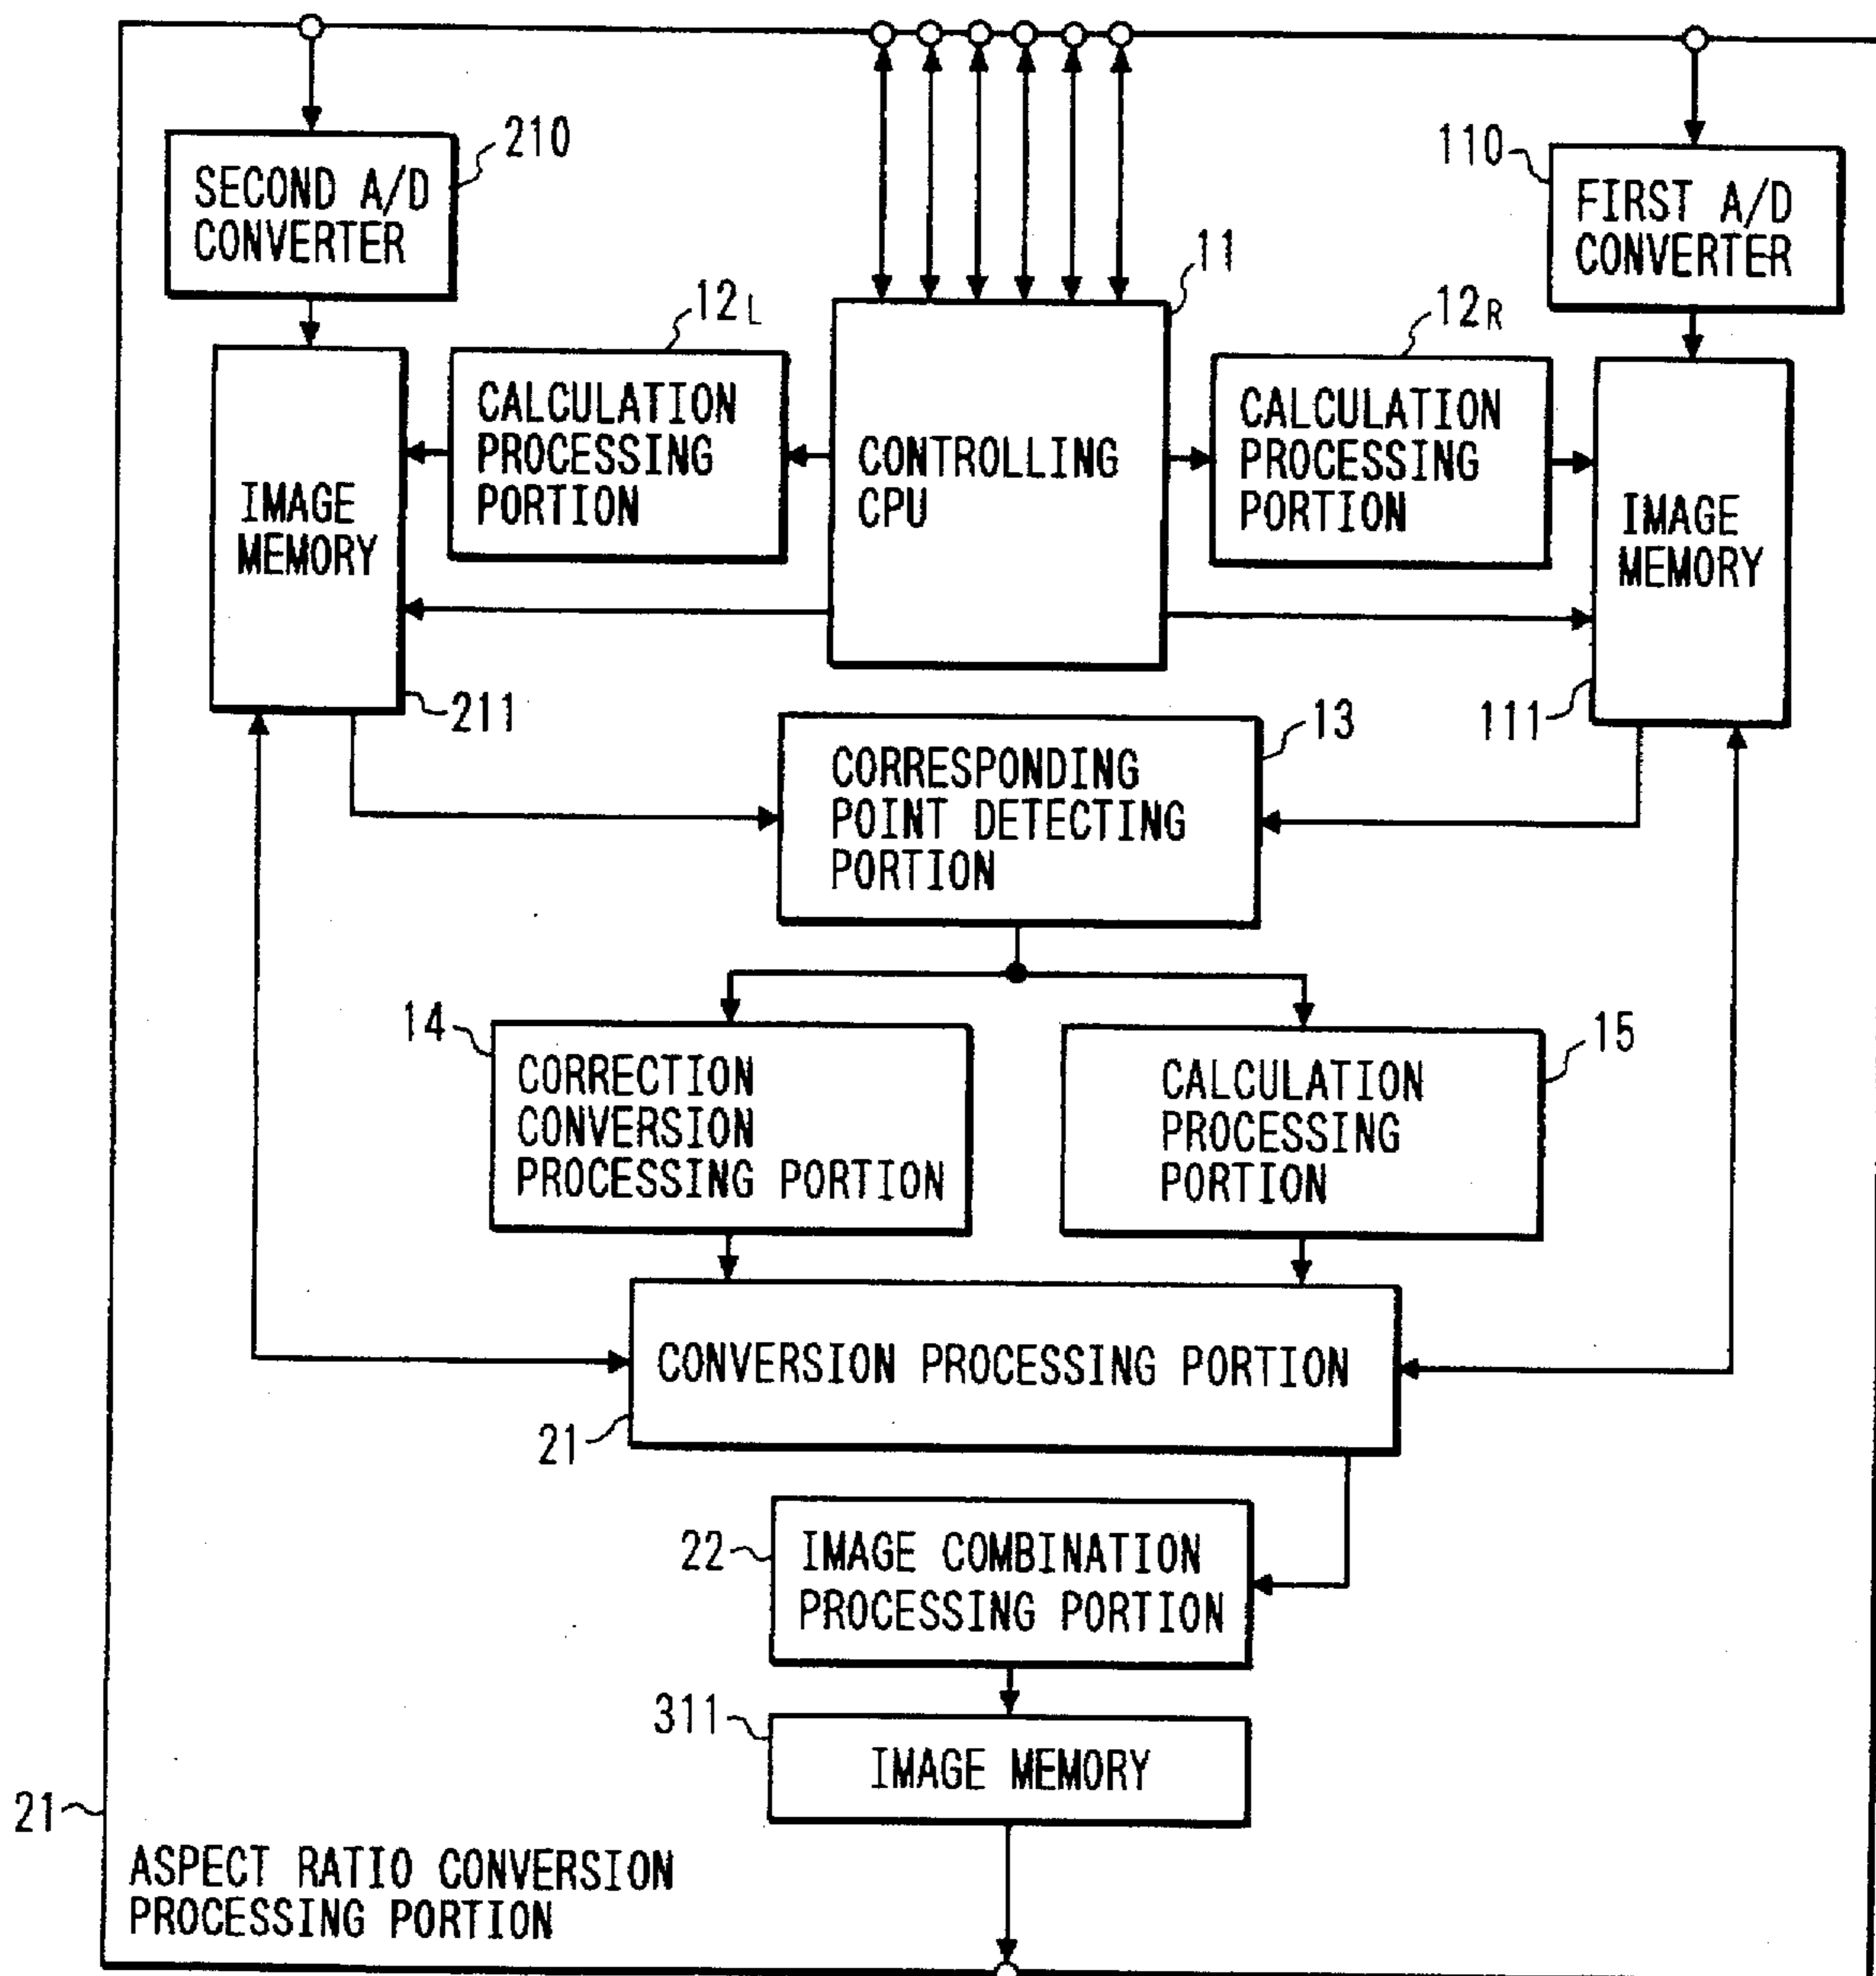 210
SECOND A/D
CONVERTER
110
FIRST A/D
CONVERTER
11
12L
12R
CALCULATION
PROCESSING
PORTION
CONTROLLING
CPU
CALCULATION
PROCESSING
PORTION
IMAGE
MEMORY
IMAGE
MEMORY
211
111
13
CORRESPONDING
POINT DETECTING
PORTION
14
CORRECTION
CONVERSION
PROCESSING PORTION
15
CALCULATION
PROCESSING
PORTION
CONVERSION PROCESSING PORTION
21
22
IMAGE COMBINATION
PROCESSING PORTION
311
IMAGE MEMORY
21
ASPECT RATIO CONVERSION
PROCESSING PORTION